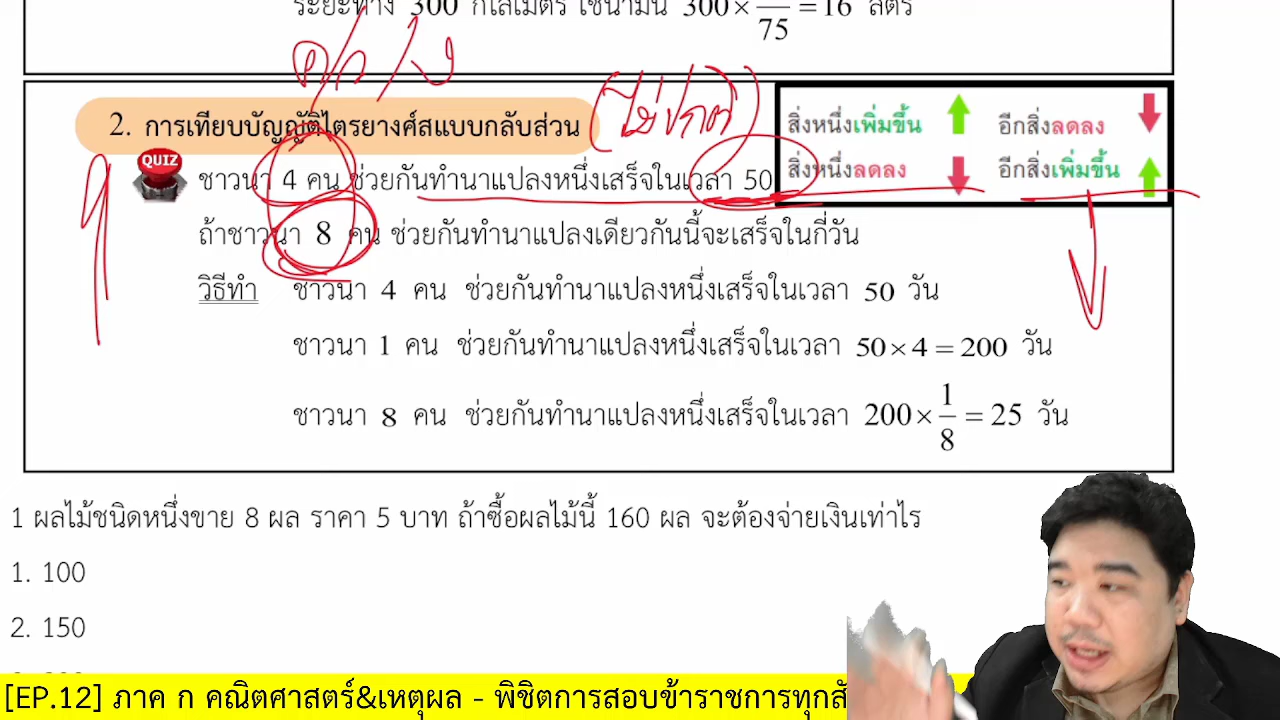 ระยะทาง 300 กิโลเมตร ใช้น้ำมัน 300 × /75 = 16 ลิตร
2. การเทียบบัญญัติไตรยางศ์สแบบกลับส่วน (ไม่ปกติ)
สิ่งหนึ่งเพิ่มขึ้น อีกสิ่งลดลง
สิ่งหนึ่งลดลง อีกสิ่งเพิ่มขึ้น
QUIZ ชาวนา 4 คน ช่วยกันทำนาแปลงหนึ่งเสร็จในเวลา 50
ถ้าชาวนา 8 คน ช่วยกันทำนาแปลงเดียวกันนี้จะเสร็จในกี่วัน
วิธีทำ ชาวนา 4 คน ช่วยกันทำนาแปลงหนึ่งเสร็จในเวลา 50 วัน
ชาวนา 1 คน ช่วยกันทำนาแปลงหนึ่งเสร็จในเวลา 50 × 4 = 200 วัน
ชาวนา 8 คน ช่วยกันทำนาแปลงหนึ่งเสร็จในเวลา 200 × 1/8 = 25 วัน
1 ผลไม้ชนิดหนึ่งขาย 8 ผล ราคา 5 บาท ถ้าซื้อผลไม้นี้ 160 ผล จะต้องจ่ายเงินเท่าไร
1. 100
2. 150
[EP.12] ภาค ก คณิตศาสตร์&เหตุผล - พิชิตการสอบข้าราชการทุกสั